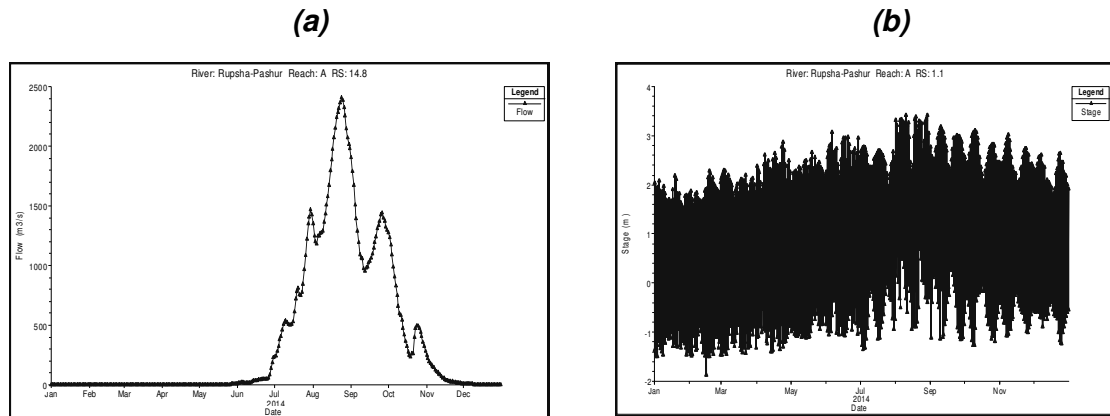 (a)
River: Rupsha-Pashur Reach: A RS: 14.8
Legend
Flow
2500
2000
1500
1000
500
0
Flow (m3/s)
Jan Feb Mar Apr May Jun Jul Aug Sep Oct Nov Dec
2014
Date
(b)
River: Rupsha-Pashur Reach: A RS: 1.1
Legend
Stage
4
3
2
1
0
-1
-2
Stage (m)
Jan Mar May Jul Sep Nov
2014
Date